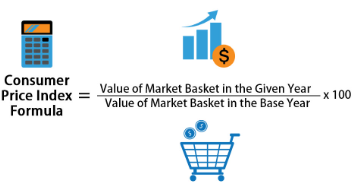 Consumer
Price Index
Formula
=
Value of Market Basket in the Given Year
Value of Market Basket in the Base Year
x 100
$